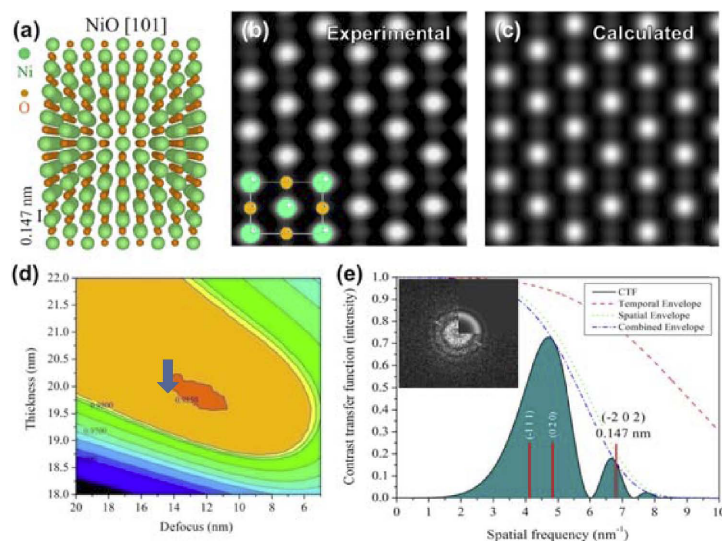 (a) NiO [101]
Ni
O
0.147 nm
(b) Experimental
(c) Calculated
(d)
22.0
21.5
21.0
20.5
20.0
19.5
19.0
18.5
18.0
Thickness (nm)
0.9800
0.9700
20 18 16 14 12 10 8 6
Defocus (nm)
(e)
1.0
0.9
0.8
0.7
0.6
0.5
0.4
0.3
0.2
0.1
0.0
Contrast transfer function (intensity)
CTF
Temporal Envelope
Spatial Envelope
Combined Envelope
(-1 1 1)
(0 2 0)
(-2 0 2)
0.147 nm
0 1 2 3 4 5 6 7 8 9 10
Spatial frequency (nm⁻¹)